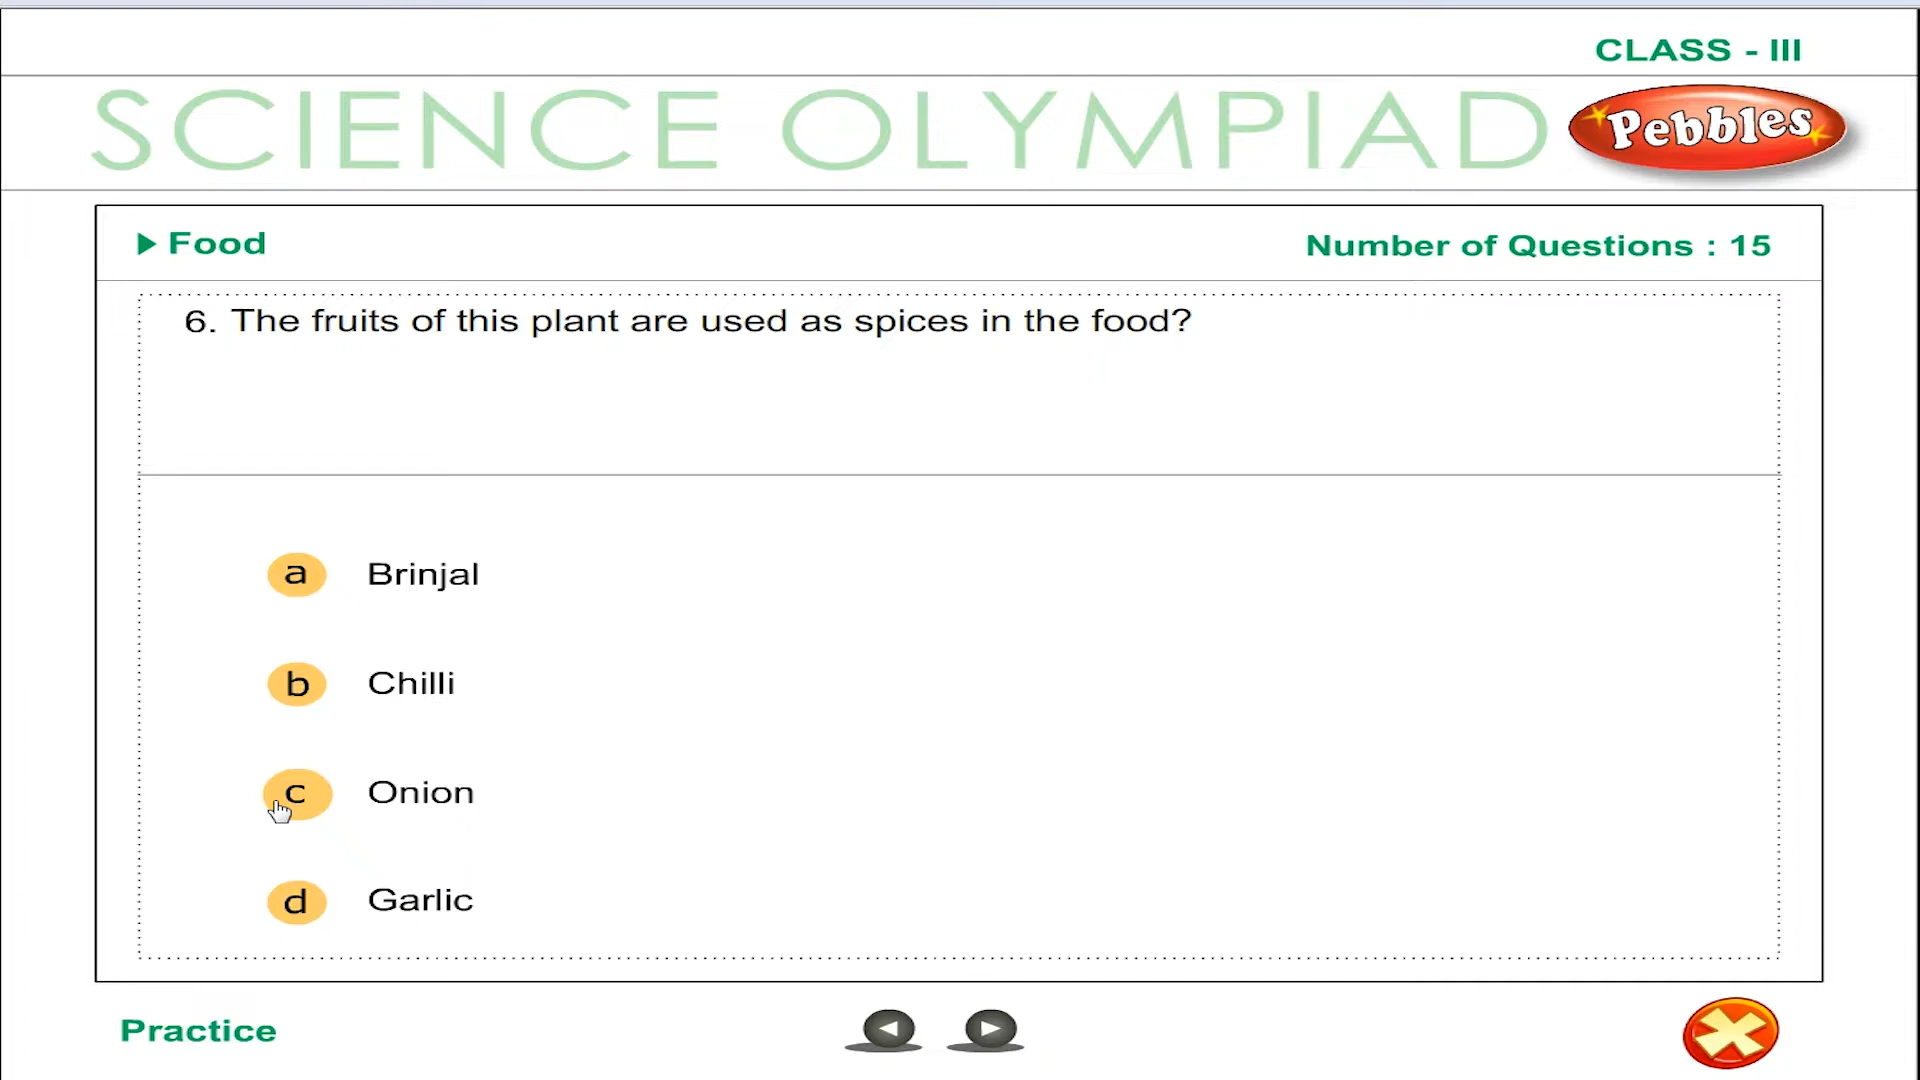 CLASS - III
SCIENCE OLYMPIAD
Pebbles
Food
Number of Questions : 15
6. The fruits of this plant are used as spices in the food?
a Brinjal
b Chilli
c Onion
d Garlic
Practice